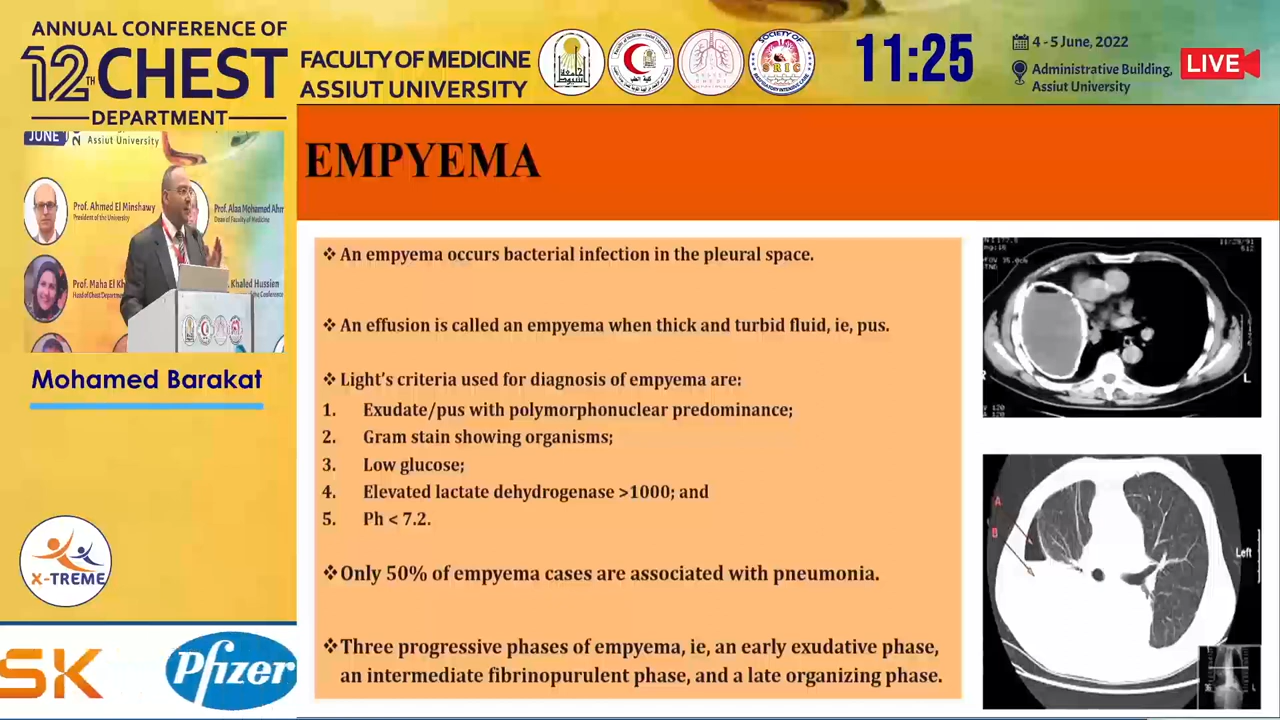 ANNUAL CONFERENCE OF
12TH CHEST
DEPARTMENT
FACULTY OF MEDICINE
ASSIUT UNIVERSITY
11:25
4 - 5 June, 2022
Administrative Building,
Assiut University
LIVE
JUNE
Assiut University
Prof. Ahmed El Minshawy
President of the University
Prof. Alaa Mohamed
Prof. Maha El
Khaled Hussien
Mohamed Barakat
X-TREME
SK
Pfizer
EMPYEMA
❖ An empyema occurs bacterial infection in the pleural space.
❖ An effusion is called an empyema when thick and turbid fluid, ie, pus.
❖ Light's criteria used for diagnosis of empyema are:
1. Exudate/pus with polymorphonuclear predominance;
2. Gram stain showing organisms;
3. Low glucose;
4. Elevated lactate dehydrogenase >1000; and
5. Ph < 7.2.
❖Only 50% of empyema cases are associated with pneumonia.
❖Three progressive phases of empyema, ie, an early exudative phase,
an intermediate fibrinopurulent phase, and a late organizing phase.
R
L
A
B
Left